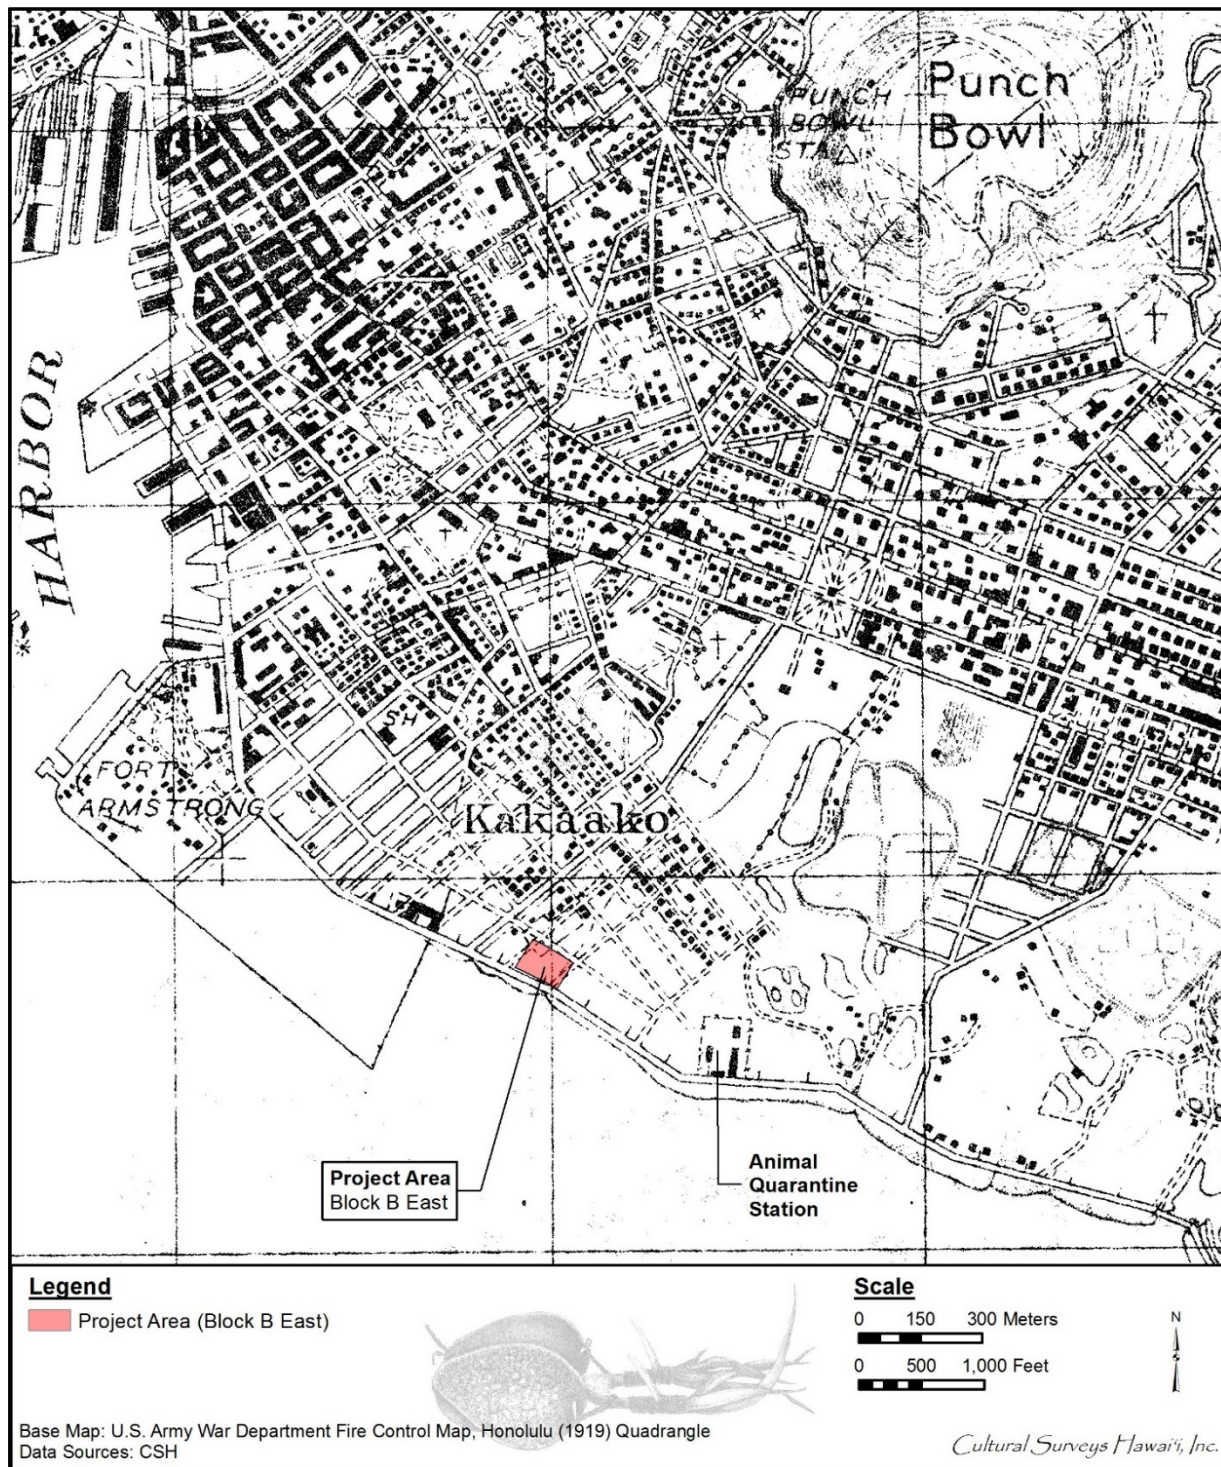 Punch
Bowl
PUNCH
BOWL
STA
HARBOR
SH
FORT
ARMSTRONG
Kakaako
Project Area
Block B East
Animal
Quarantine
Station
Legend
Project Area (Block B East)
Scale
0 150 300 Meters
0 500 1,000 Feet
N
Base Map: U.S. Army War Department Fire Control Map, Honolulu (1919) Quadrangle
Data Sources: CSH
Cultural Surveys Hawaiʻi, Inc.